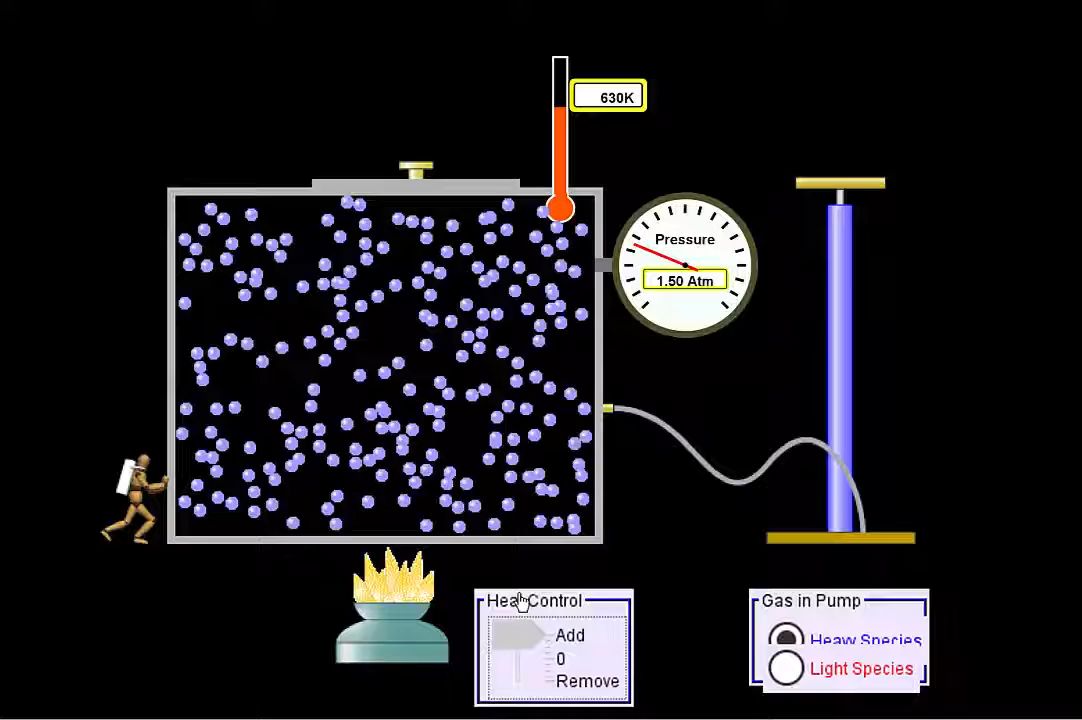 630K
Pressure
1.50 Atm
Heat Control
Add
0
Remove
Gas in Pump
Heavy Species
Light Species